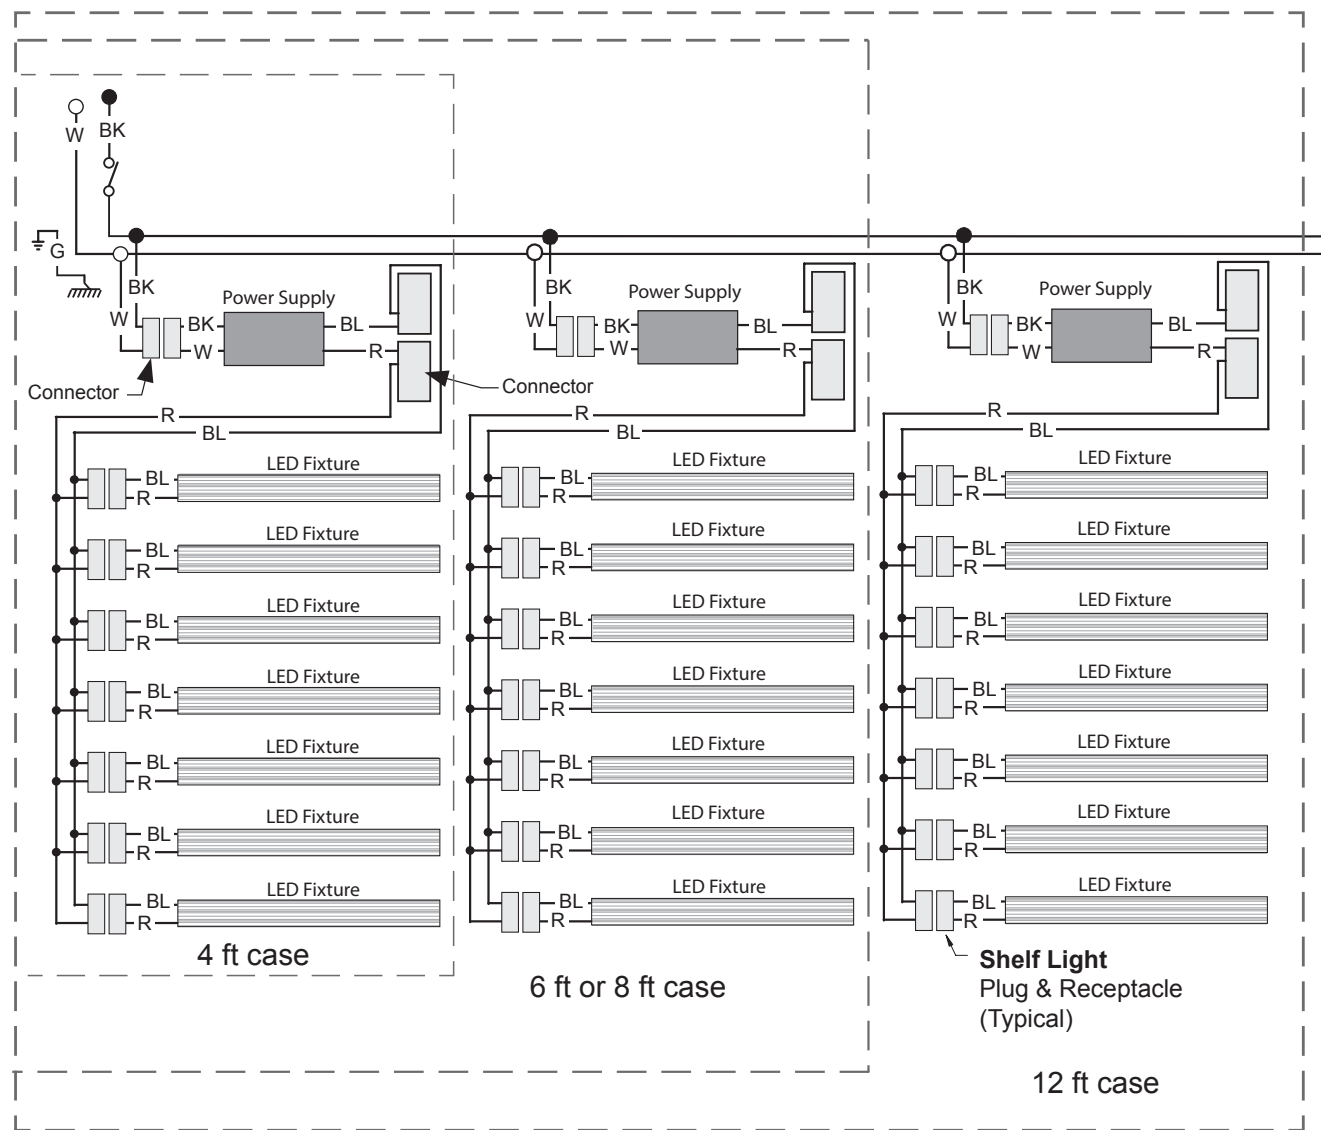 W
BK
G
BK
W
Power Supply
BK
BL
W
R
Connector
Connector
R
BL
LED Fixture
BL
R
LED Fixture
BL
R
LED Fixture
BL
R
LED Fixture
BL
R
LED Fixture
BL
R
LED Fixture
BL
R
LED Fixture
BL
R
4 ft case
BK
W
Power Supply
BK
BL
W
R
R
BL
LED Fixture
BL
R
LED Fixture
BL
R
LED Fixture
BL
R
LED Fixture
BL
R
LED Fixture
BL
R
LED Fixture
BL
R
LED Fixture
BL
R
6 ft or 8 ft case
BK
W
Power Supply
BK
BL
W
R
R
BL
LED Fixture
BL
R
LED Fixture
BL
R
LED Fixture
BL
R
LED Fixture
BL
R
LED Fixture
BL
R
LED Fixture
BL
R
LED Fixture
BL
R
Shelf Light
Plug & Receptacle
(Typical)
12 ft case